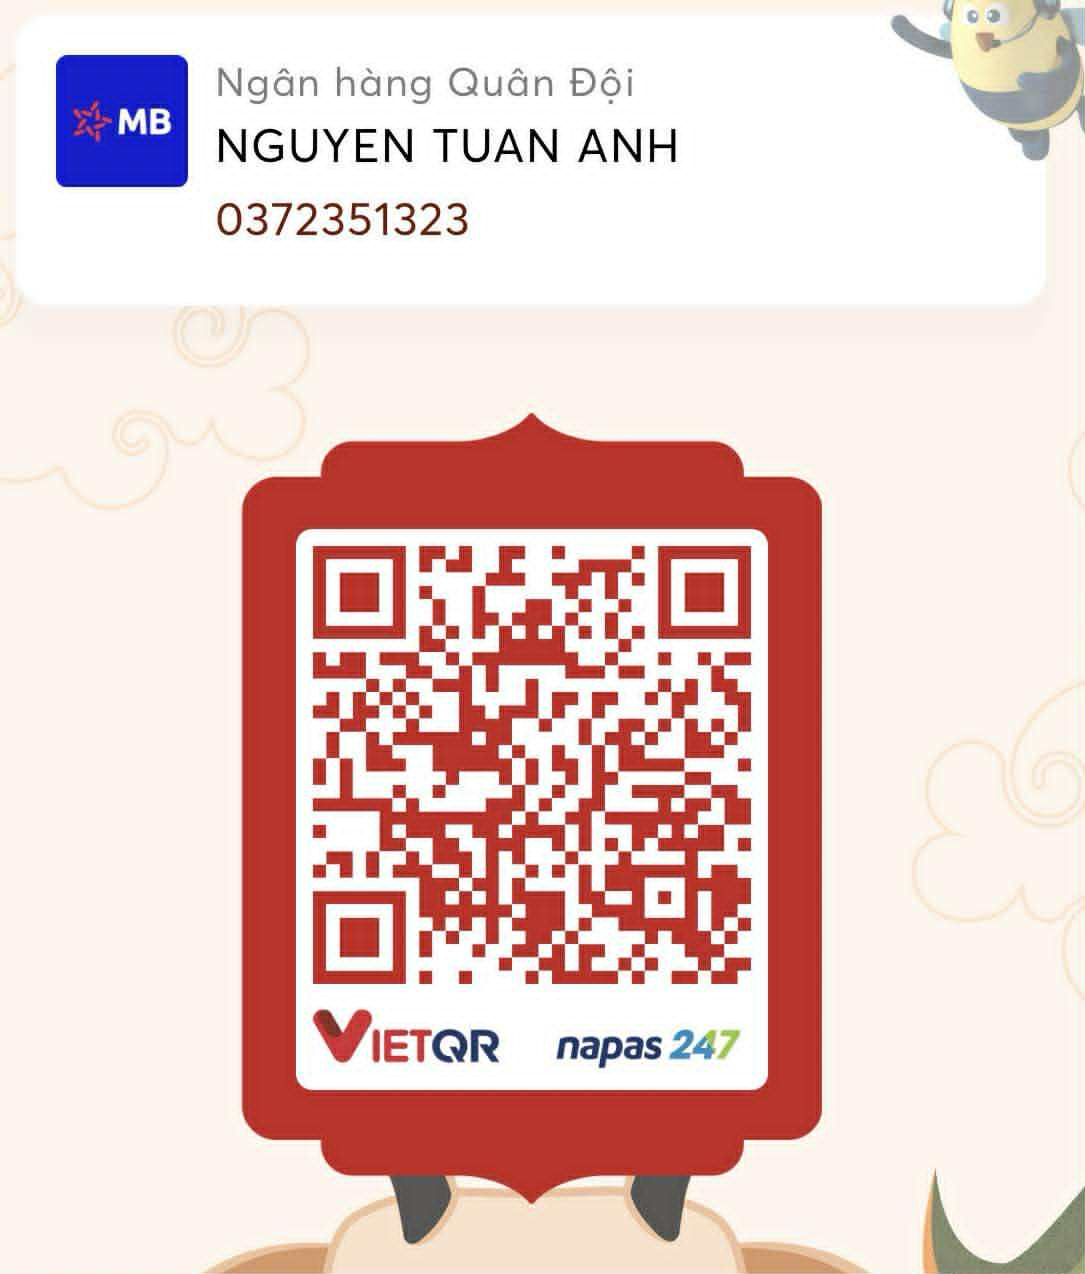 MB
Ngân hàng Quân Đội
NGUYEN TUAN ANH
0372351323
VIETQR
napas 247